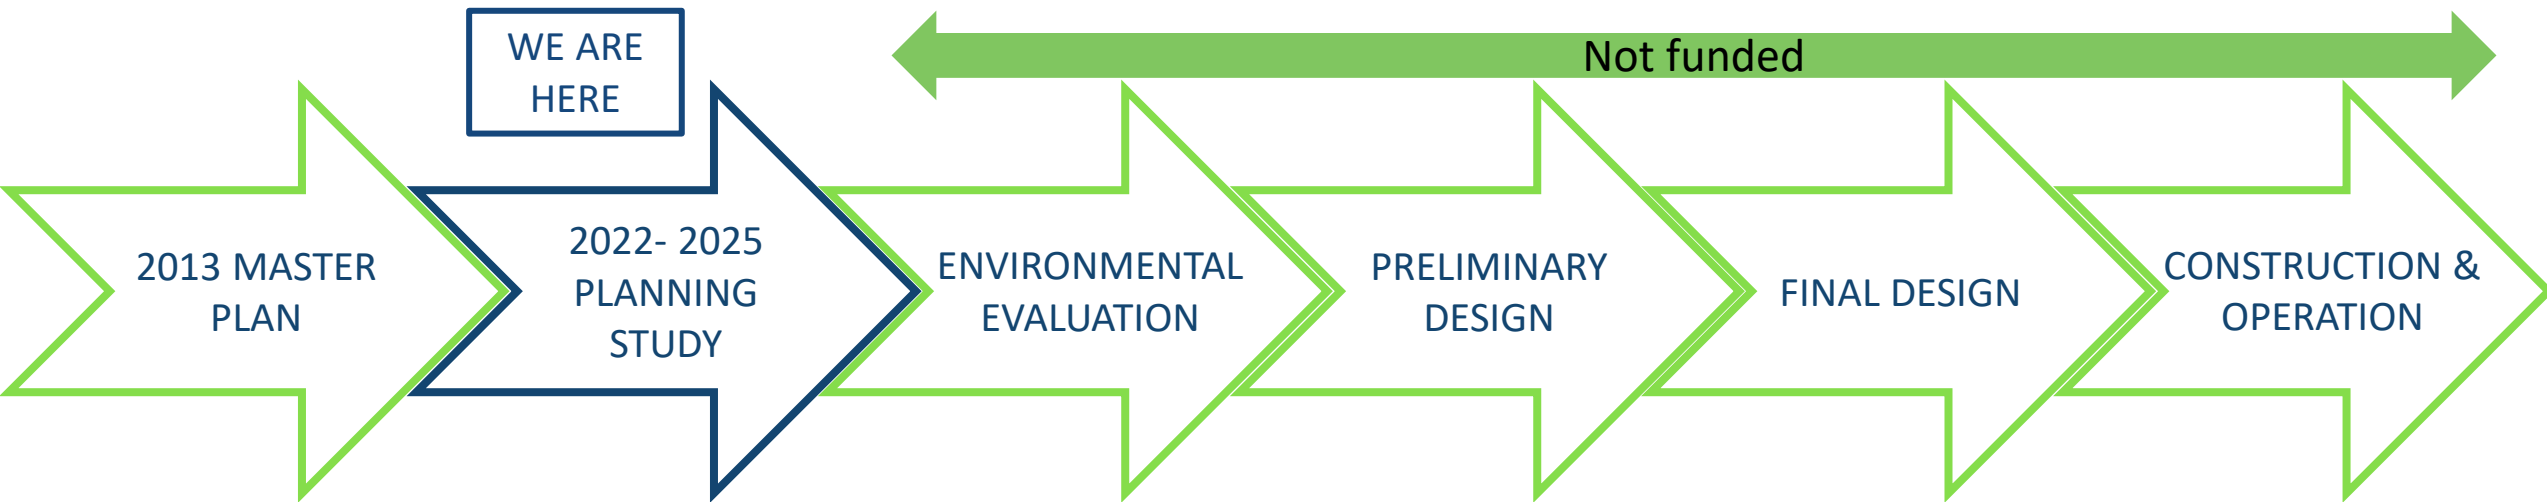 WE ARE
HERE
Not funded
2013 MASTER
PLAN
2022- 2025
PLANNING
STUDY
ENVIRONMENTAL
EVALUATION
PRELIMINARY
DESIGN
FINAL DESIGN
CONSTRUCTION &
OPERATION